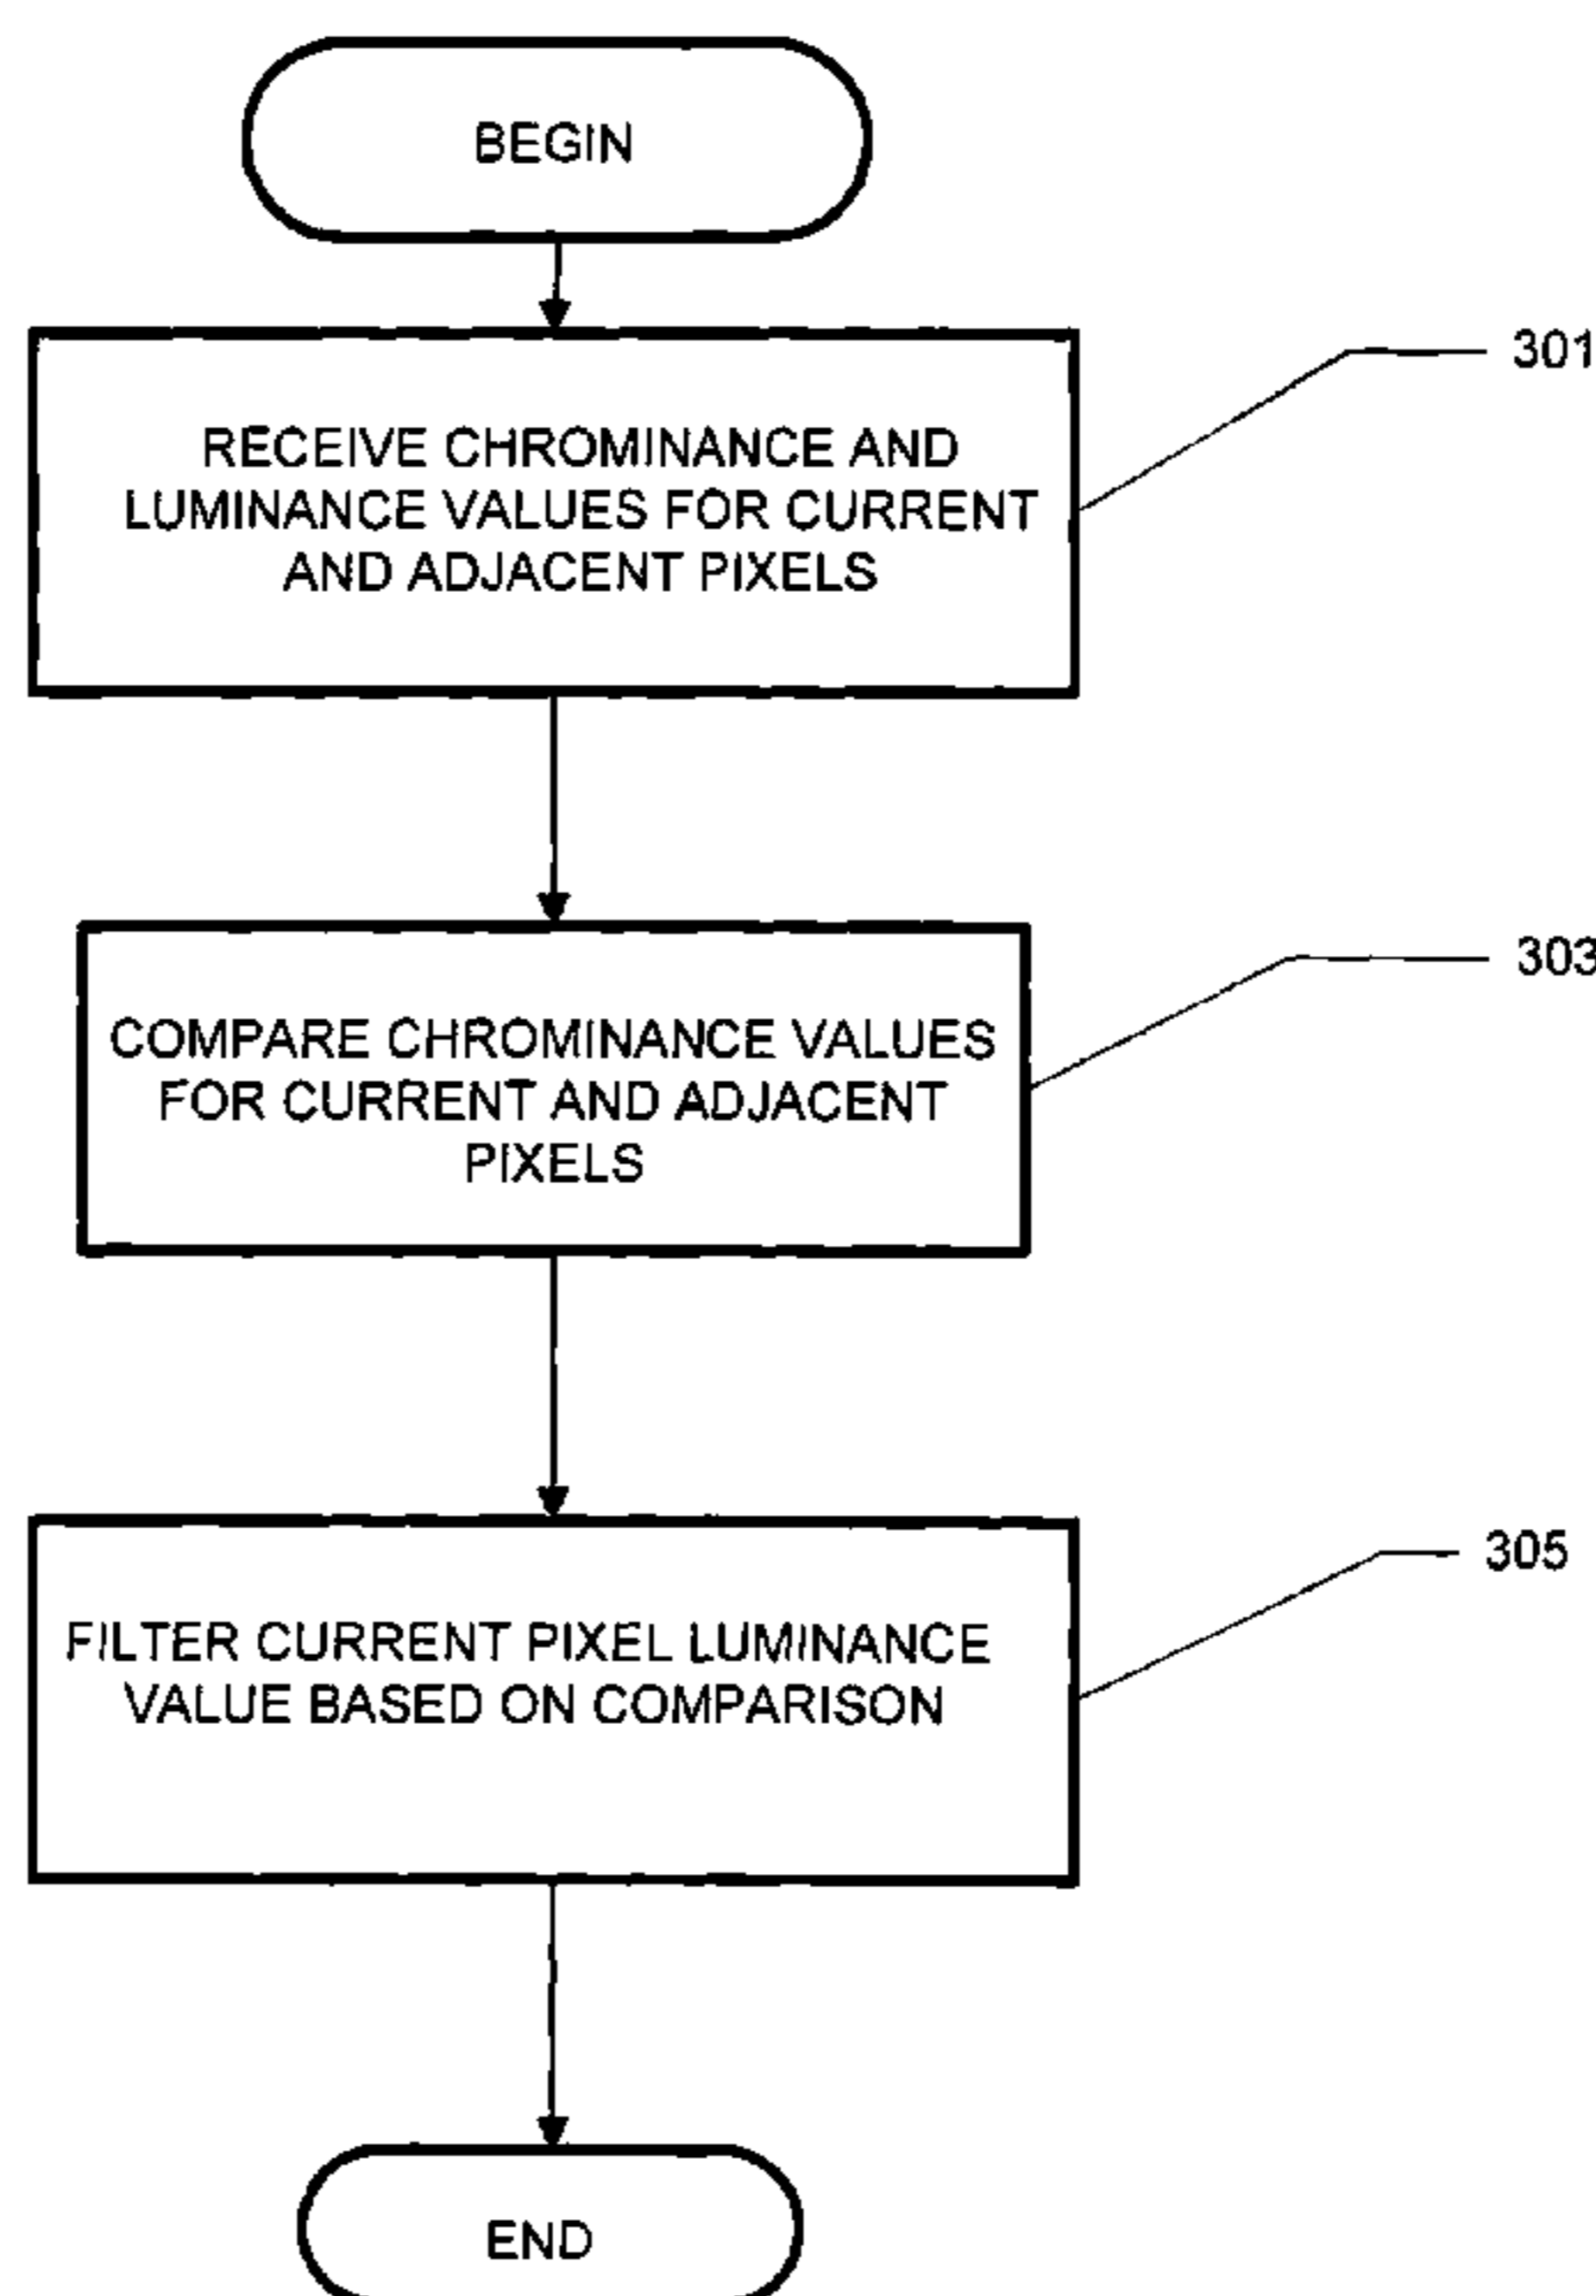 BEGIN
301
RECEIVE CHROMINANCE AND
LUMINANCE VALUES FOR CURRENT
AND ADJACENT PIXELS
303
COMPARE CHROMINANCE VALUES
FOR CURRENT AND ADJACENT
PIXELS
305
FILTER CURRENT PIXEL LUMINANCE
VALUE BASED ON COMPARISON
END